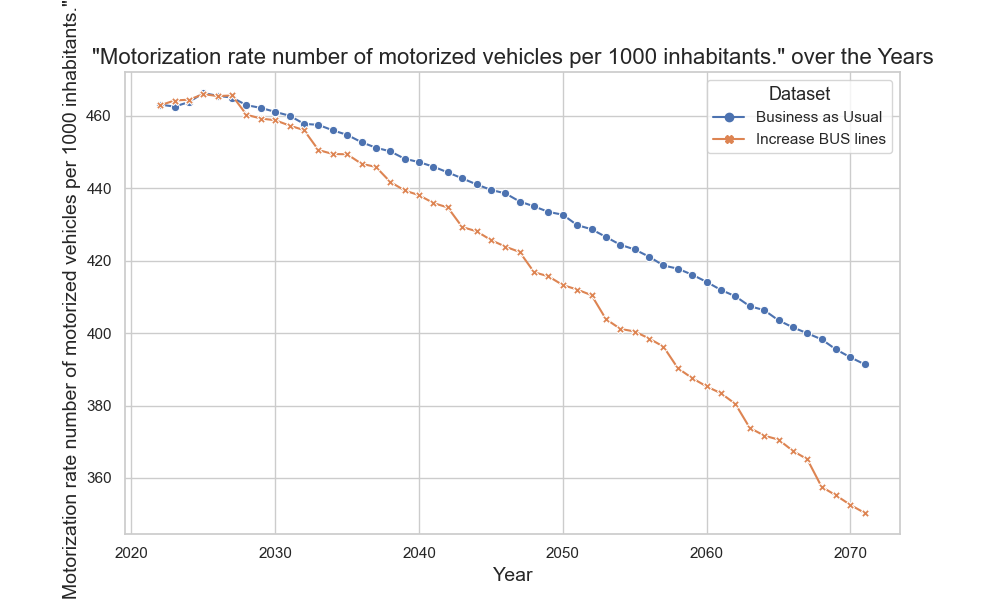 "Motorization rate number of motorized vehicles per 1000 inhabitants." over the Years
Motorization rate number of motorized vehicles per 1000 inhabitants."
460
440
420
400
380
360
Dataset
Business as Usual
Increase BUS lines
2020
2030
2040
2050
2060
2070
Year